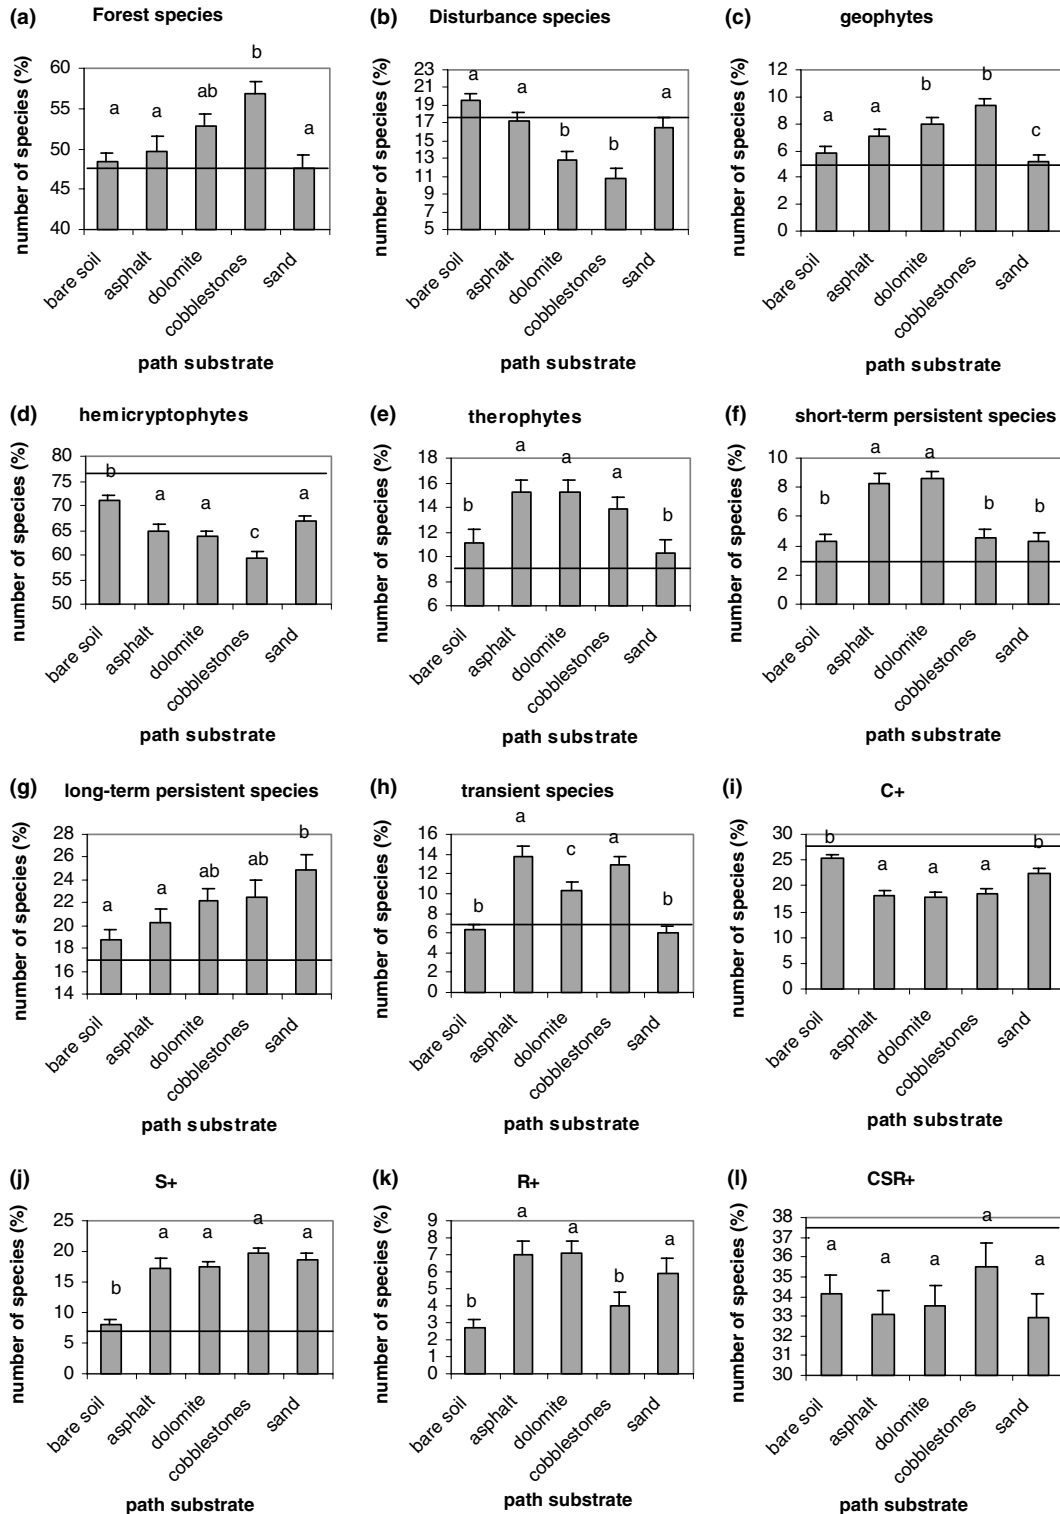 (a) Forest species
number of species (%)
60
55
50
45
40
a
a
ab
b
a
bare soil
asphalt
dolomite
cobblestones
sand
path substrate
(b) Disturbance species
number of species (%)
23
21
19
17
15
13
11
9
7
5
a
a
b
b
a
bare soil
asphalt
dolomite
cobblestones
sand
path substrate
(c) geophytes
number of species (%)
12
10
8
6
4
2
0
a
a
b
b
c
bare soil
asphalt
dolomite
cobblestones
sand
path substrate
(d) hemicryptophytes
number of species (%)
80
75
70
65
60
55
50
b
a
a
c
a
bare soil
asphalt
dolomite
cobblestones
sand
path substrate
(e) therophytes
number of species (%)
18
16
14
12
10
8
6
b
a
a
a
b
bare soil
asphalt
dolomite
cobblestones
sand
path substrate
(f) short-term persistent species
number of species (%)
10
8
6
4
2
0
b
a
a
b
b
bare soil
asphalt
dolomite
cobblestones
sand
path substrate
(g) long-term persistent species
number of species (%)
28
26
24
22
20
18
16
14
a
a
ab
ab
b
bare soil
asphalt
dolomite
cobblestones
sand
path substrate
(h) transient species
number of species (%)
16
14
12
10
8
6
4
2
0
b
a
c
a
b
bare soil
asphalt
dolomite
cobblestones
sand
path substrate
(i) C+
number of species (%)
30
25
20
15
10
5
0
b
a
a
a
b
bare soil
asphalt
dolomite
cobblestones
sand
path substrate
(j) S+
number of species (%)
25
20
15
10
5
0
b
a
a
a
a
bare soil
asphalt
dolomite
cobblestones
sand
path substrate
(k) R+
number of species (%)
9
8
7
6
5
4
3
2
1
0
b
a
a
b
a
bare soil
asphalt
dolomite
cobblestones
sand
path substrate
(l) CSR+
number of species (%)
38
37
36
35
34
33
32
31
30
a
a
a
a
a
bare soil
asphalt
dolomite
cobblestones
sand
path substrate